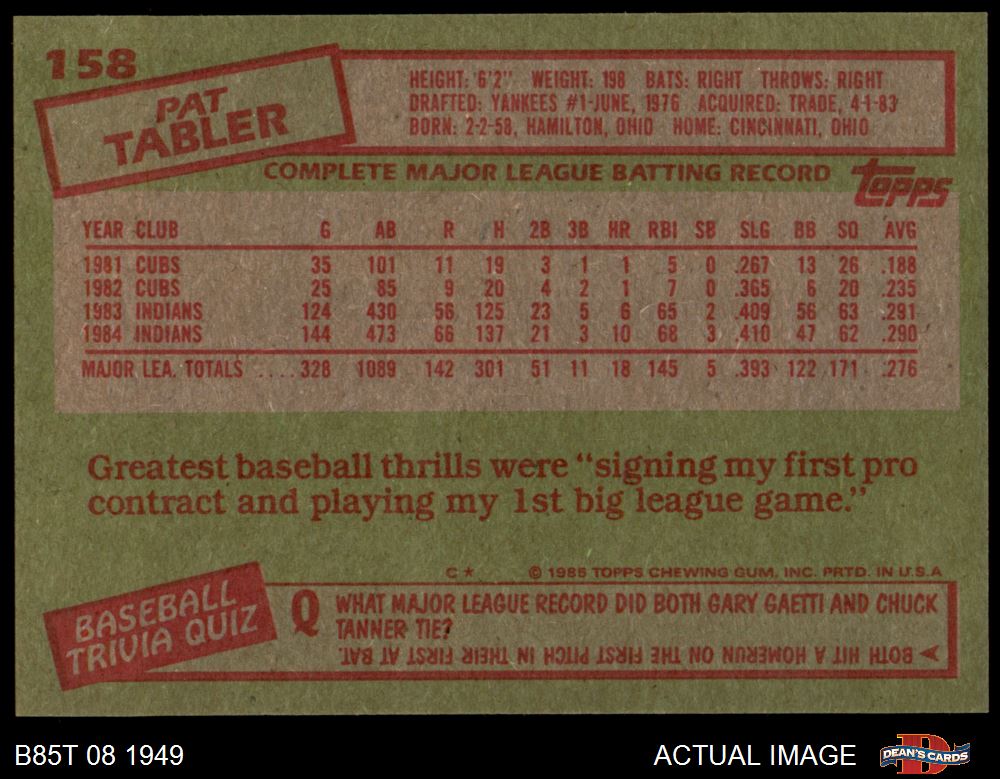 158
PAT
TABLER
HEIGHT: 6'2" WEIGHT: 198 BATS: RIGHT THROWS: RIGHT
DRAFTED: YANKEES #1-JUNE, 1976 ACQUIRED: TRADE, 4-1-83
BORN: 2-2-58, HAMILTON, OHIO HOME: CINCINNATI, OHIO
COMPLETE MAJOR LEAGUE BATTING RECORD
topps
YEAR CLUB G AB R H 2B 3B HR RBI SB SLG BB SO AVG
1981 CUBS 35 101 11 19 3 1 1 5 0 .267 13 26 .188
1982 CUBS 25 85 9 20 4 2 1 7 0 .365 6 20 .235
1983 INDIANS 124 430 56 125 23 5 6 65 2 .409 56 63 .291
1984 INDIANS 144 473 66 137 21 3 10 68 3 .410 47 62 .290
MAJOR LEA. TOTALS .... 328 1089 142 301 51 11 18 145 5 .393 122 171 .276
Greatest baseball thrills were “signing my first pro
contract and playing my 1st big league game.”
C* © 1985 TOPPS CHEWING GUM, INC. PRTD. IN U.S.A
BASEBALL
TRIVIA QUIZ
Q WHAT MAJOR LEAGUE RECORD DID BOTH GARY GAETTI AND CHUCK
TANNER TIE?
BOTH HIT A HOMERUN ON THE FIRST PITCH IN THEIR FIRST AT BAT.
B85T 08 1949
ACTUAL IMAGE
D
DEAN'S CARDS